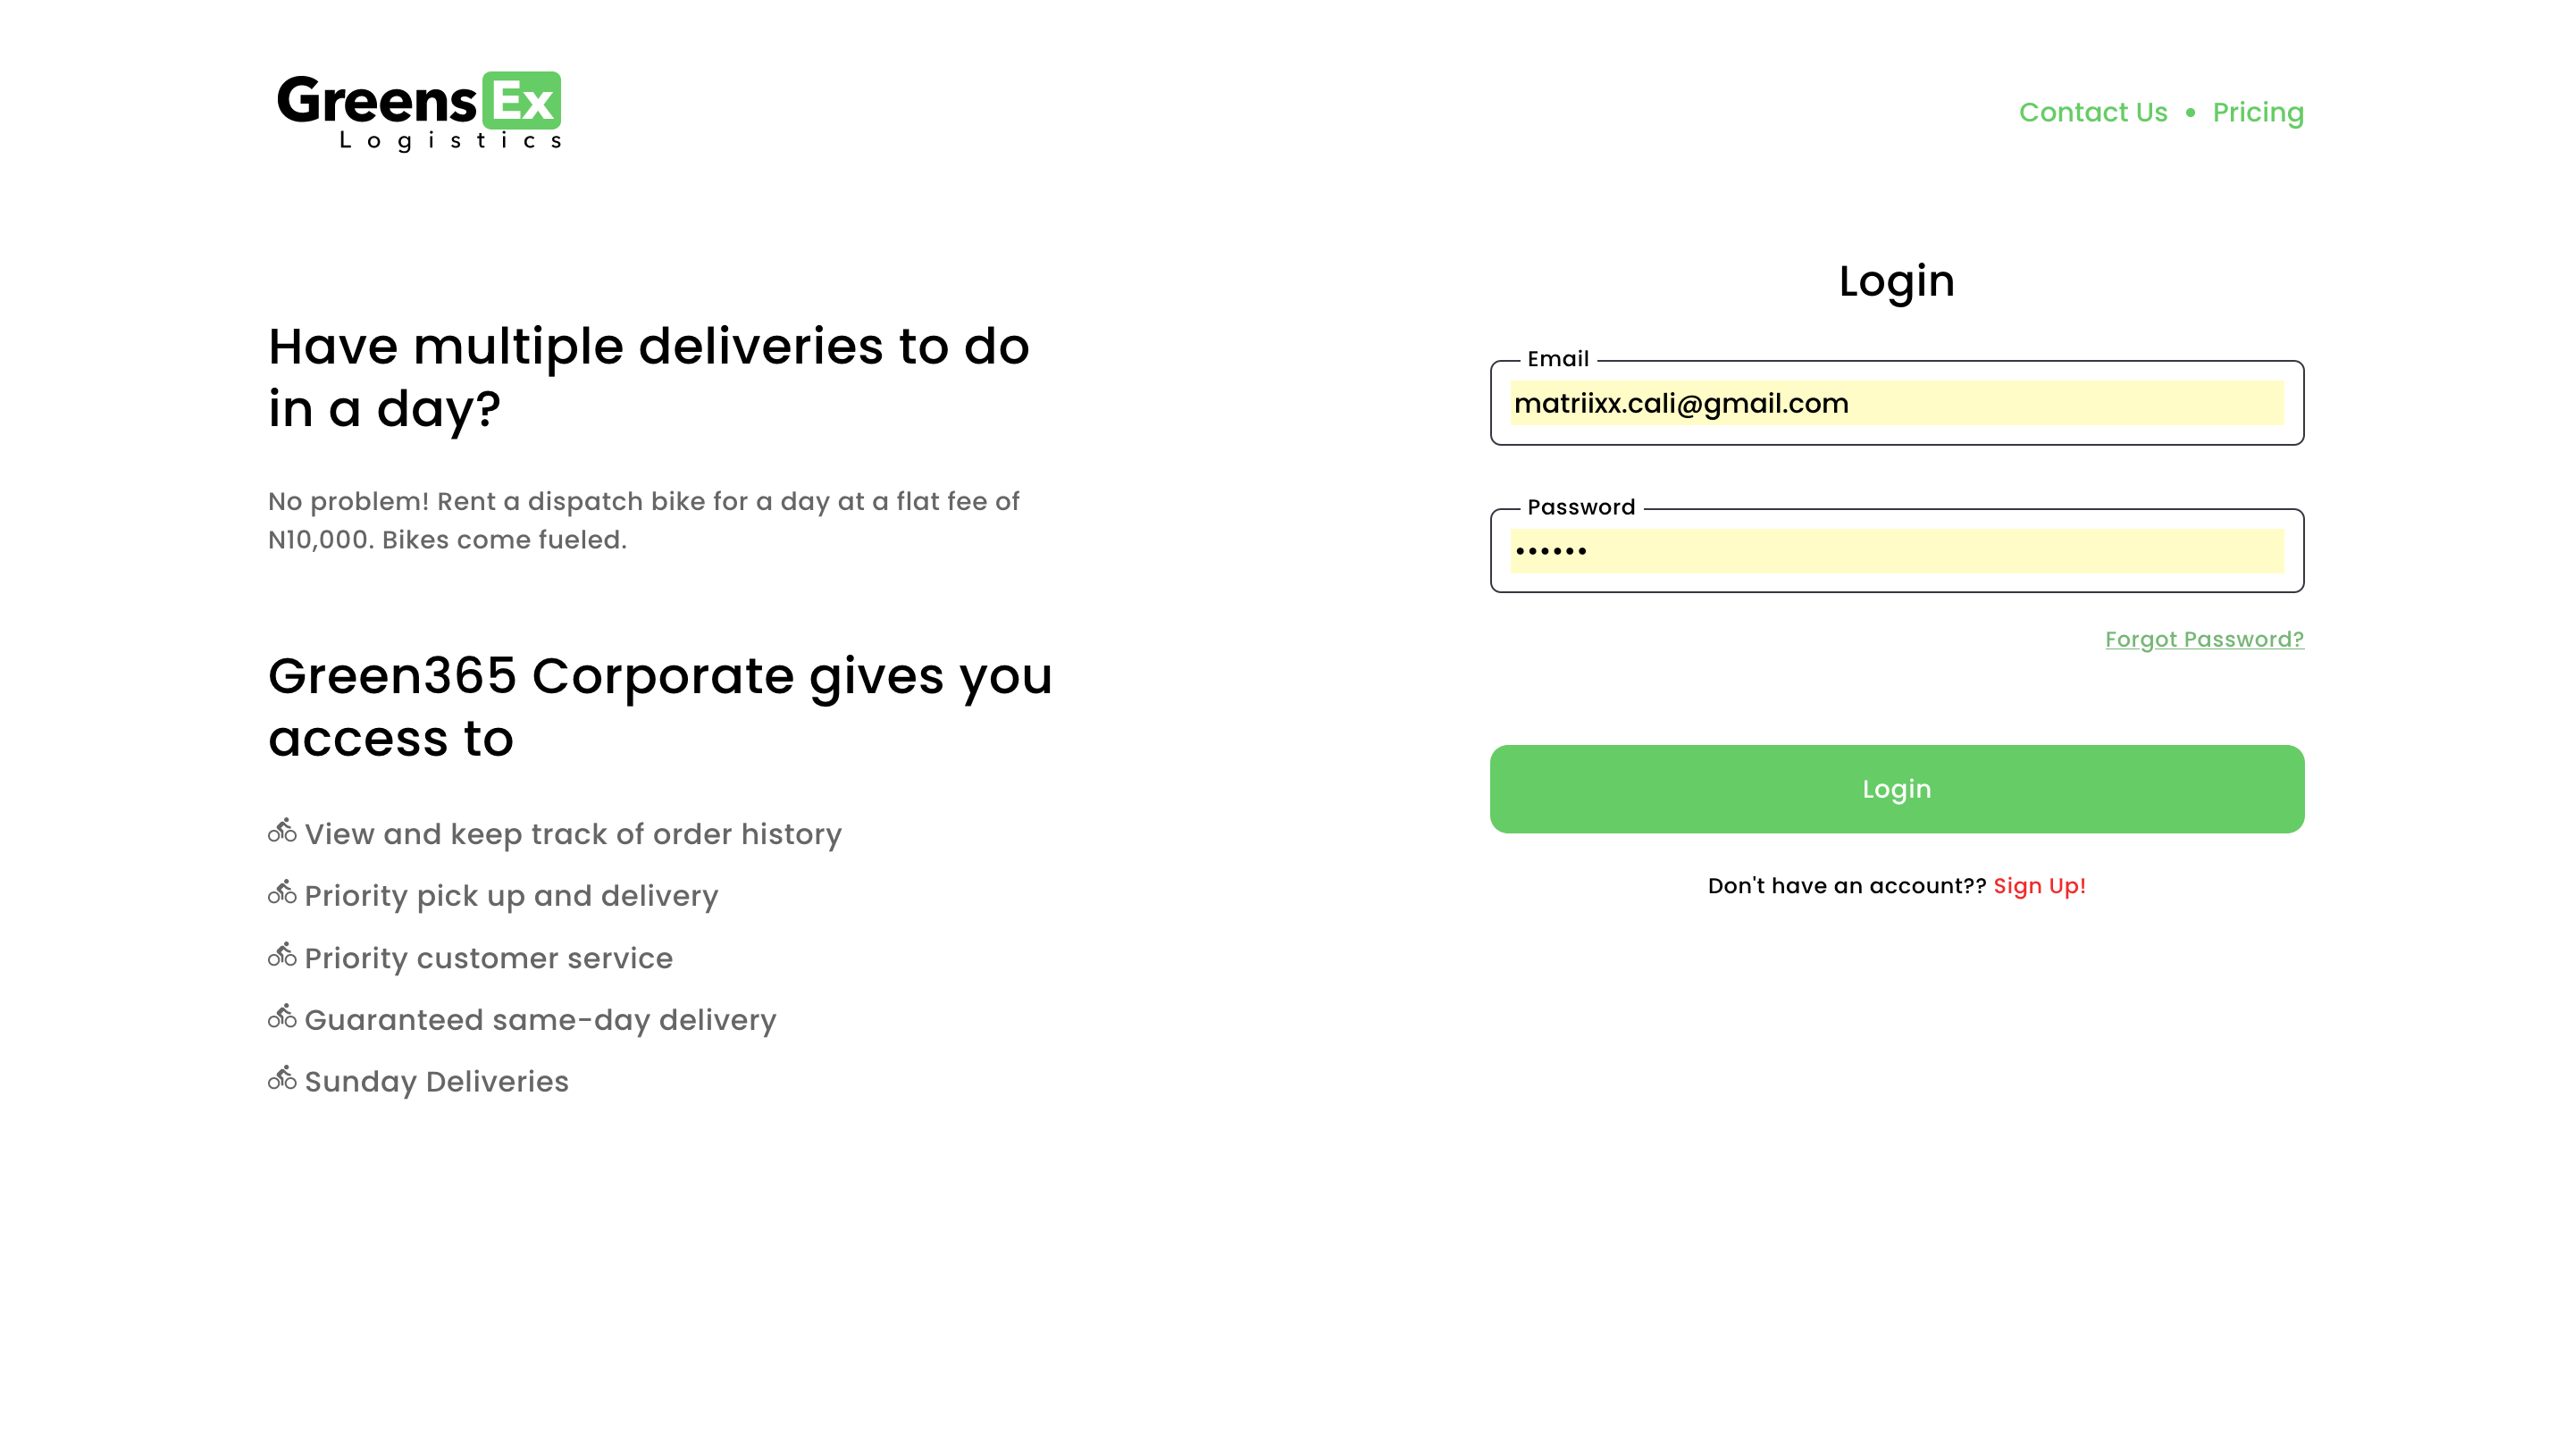 Greens Ex
Logistics
Contact Us • Pricing
Have multiple deliveries to do
in a day?
No problem! Rent a dispatch bike for a day at a flat fee of
N10,000. Bikes come fueled.
Green365 Corporate gives you
access to
View and keep track of order history
Priority pick up and delivery
Priority customer service
Guaranteed same-day delivery
Sunday Deliveries
Login
Email
matriixx.cali@gmail.com
Password
••••••
Forgot Password?
Login
Don't have an account?? Sign Up!